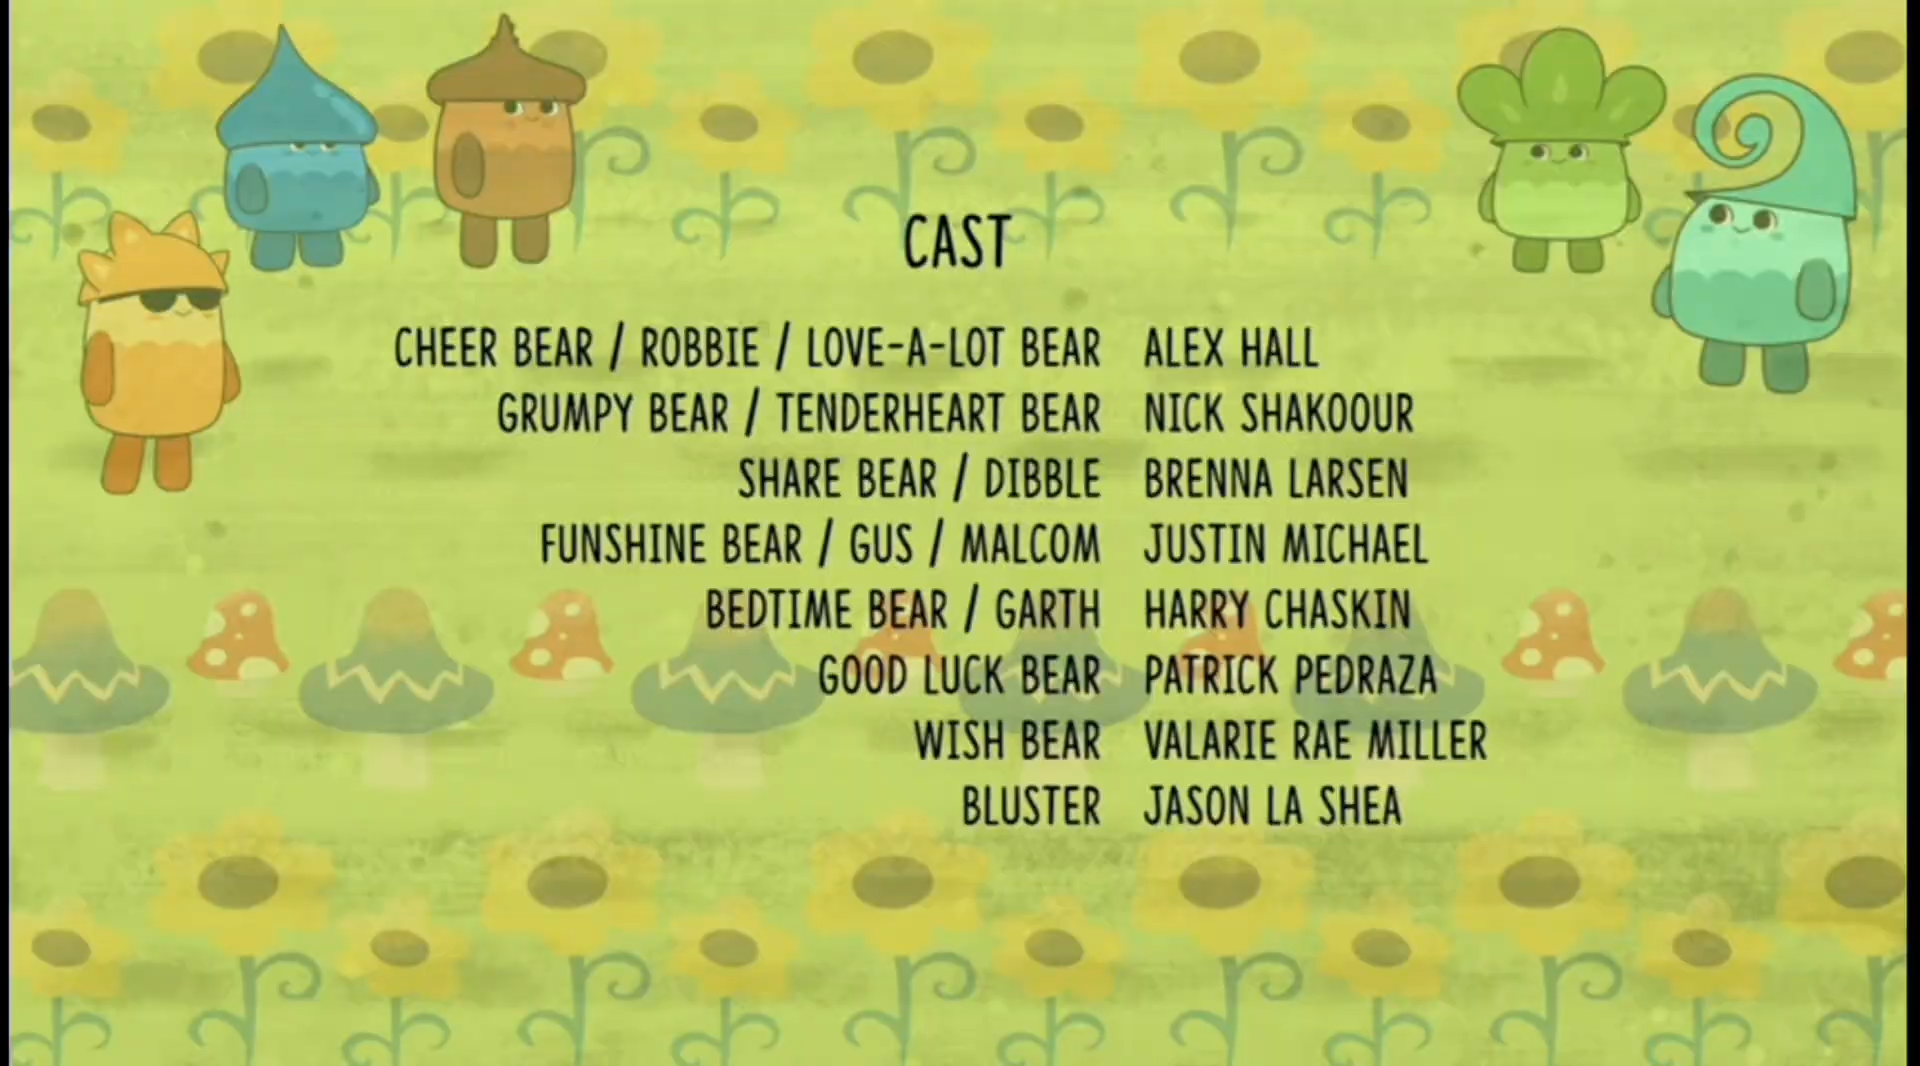 CAST
CHEER BEAR / ROBBIE / LOVE-A-LOT BEAR ALEX HALL
GRUMPY BEAR / TENDERHEART BEAR NICK SHAKOOUR
SHARE BEAR / DIBBLE BRENNA LARSEN
FUNSHINE BEAR / GUS / MALCOM JUSTIN MICHAEL
BEDTIME BEAR / GARTH HARRY CHASKIN
GOOD LUCK BEAR PATRICK PEDRAZA
WISH BEAR VALARIE RAE MILLER
BLUSTER JASON LA SHEA